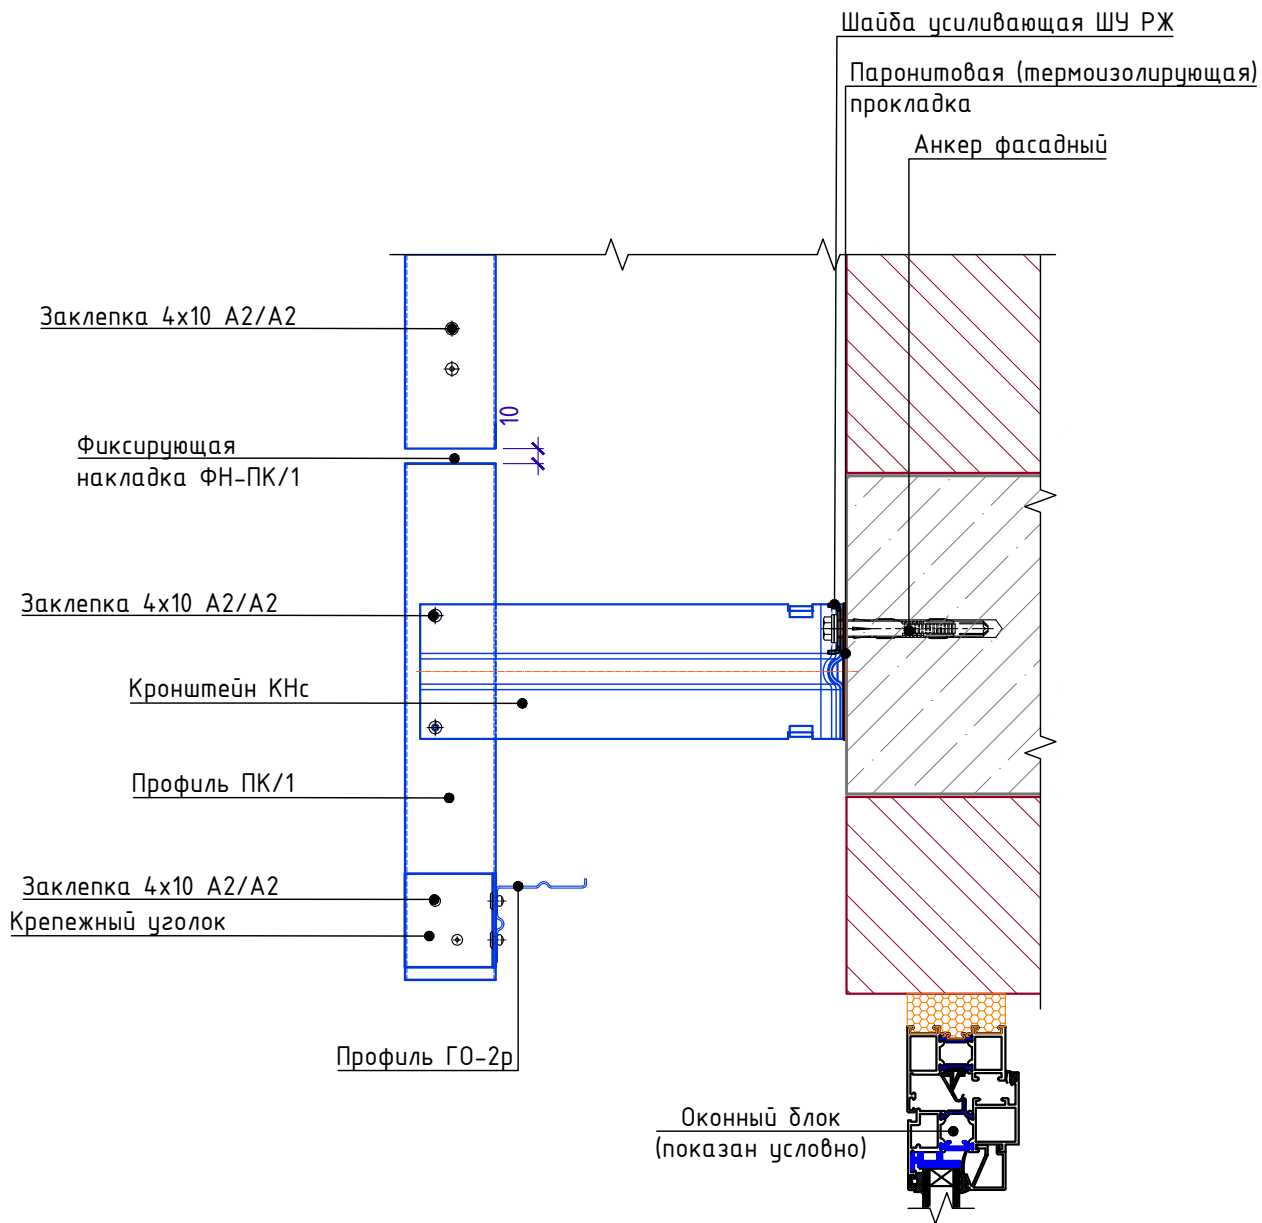 Шайба усиливающая ШУ РЖ
Паронитовая (термоизолирующая)
прокладка
Анкер фасадный
Заклепка 4х10 А2/А2
10
Фиксирующая
накладка ФН-ПК/1
Заклепка 4х10 А2/А2
Кронштейн КНс
Профиль ПК/1
Заклепка 4х10 А2/А2
Крепежный уголок
Профиль ГО-2р
Оконный блок
(показан условно)